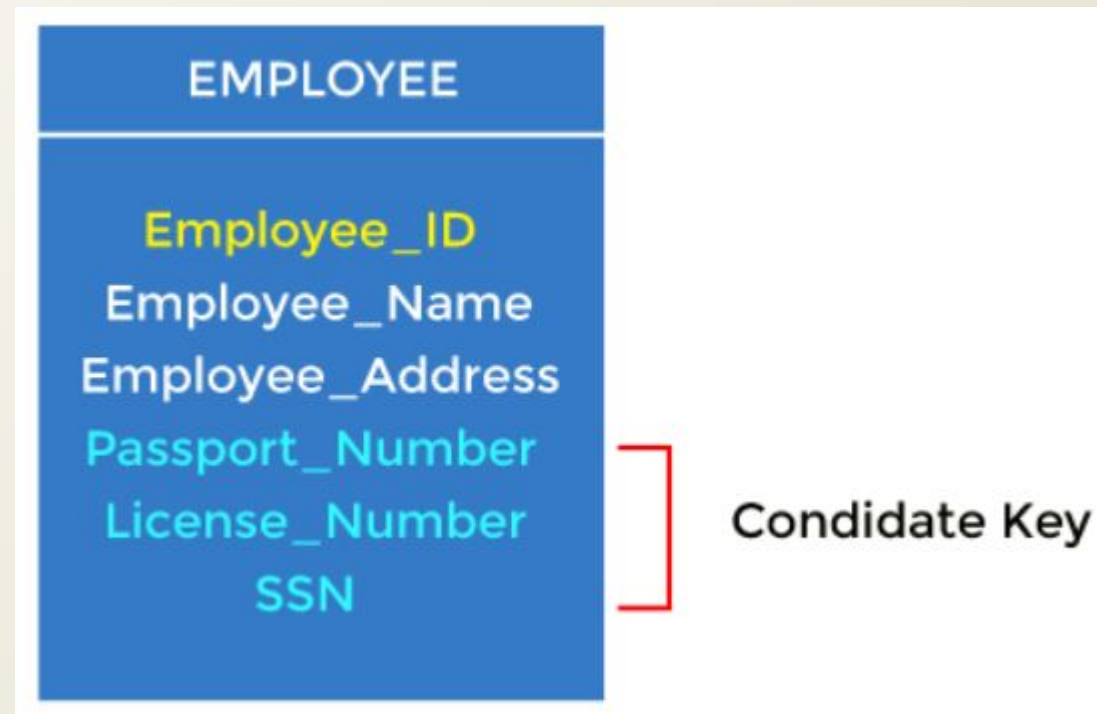 EMPLOYEE
Employee_ID
Employee_Name
Employee_Address
Passport_Number
License_Number
SSN
Condidate Key